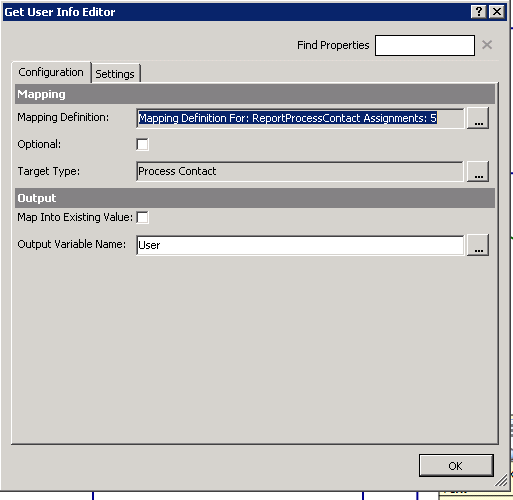 Get User Info Editor
Find Properties
Configuration Settings
Mapping
Mapping Definition: Mapping Definition For: ReportProcessContact Assignments: 5 ...
Optional:
Target Type: Process Contact ...
Output
Map Into Existing Value:
Output Variable Name: User ...
OK